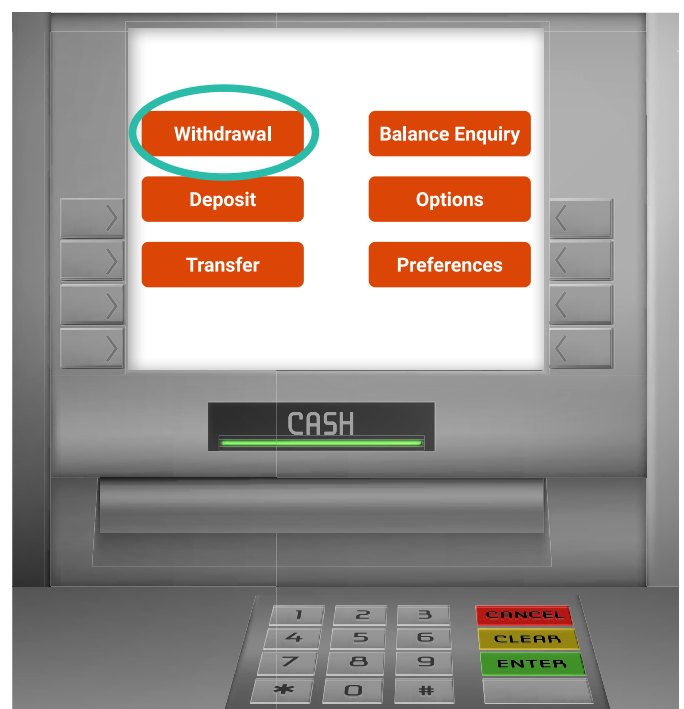 Withdrawal Balance Enquiry
Deposit Options
Transfer Preferences
CASH
1 2 3 CANCEL
4 5 6 CLEAR
7 8 9 ENTER
* 0 #